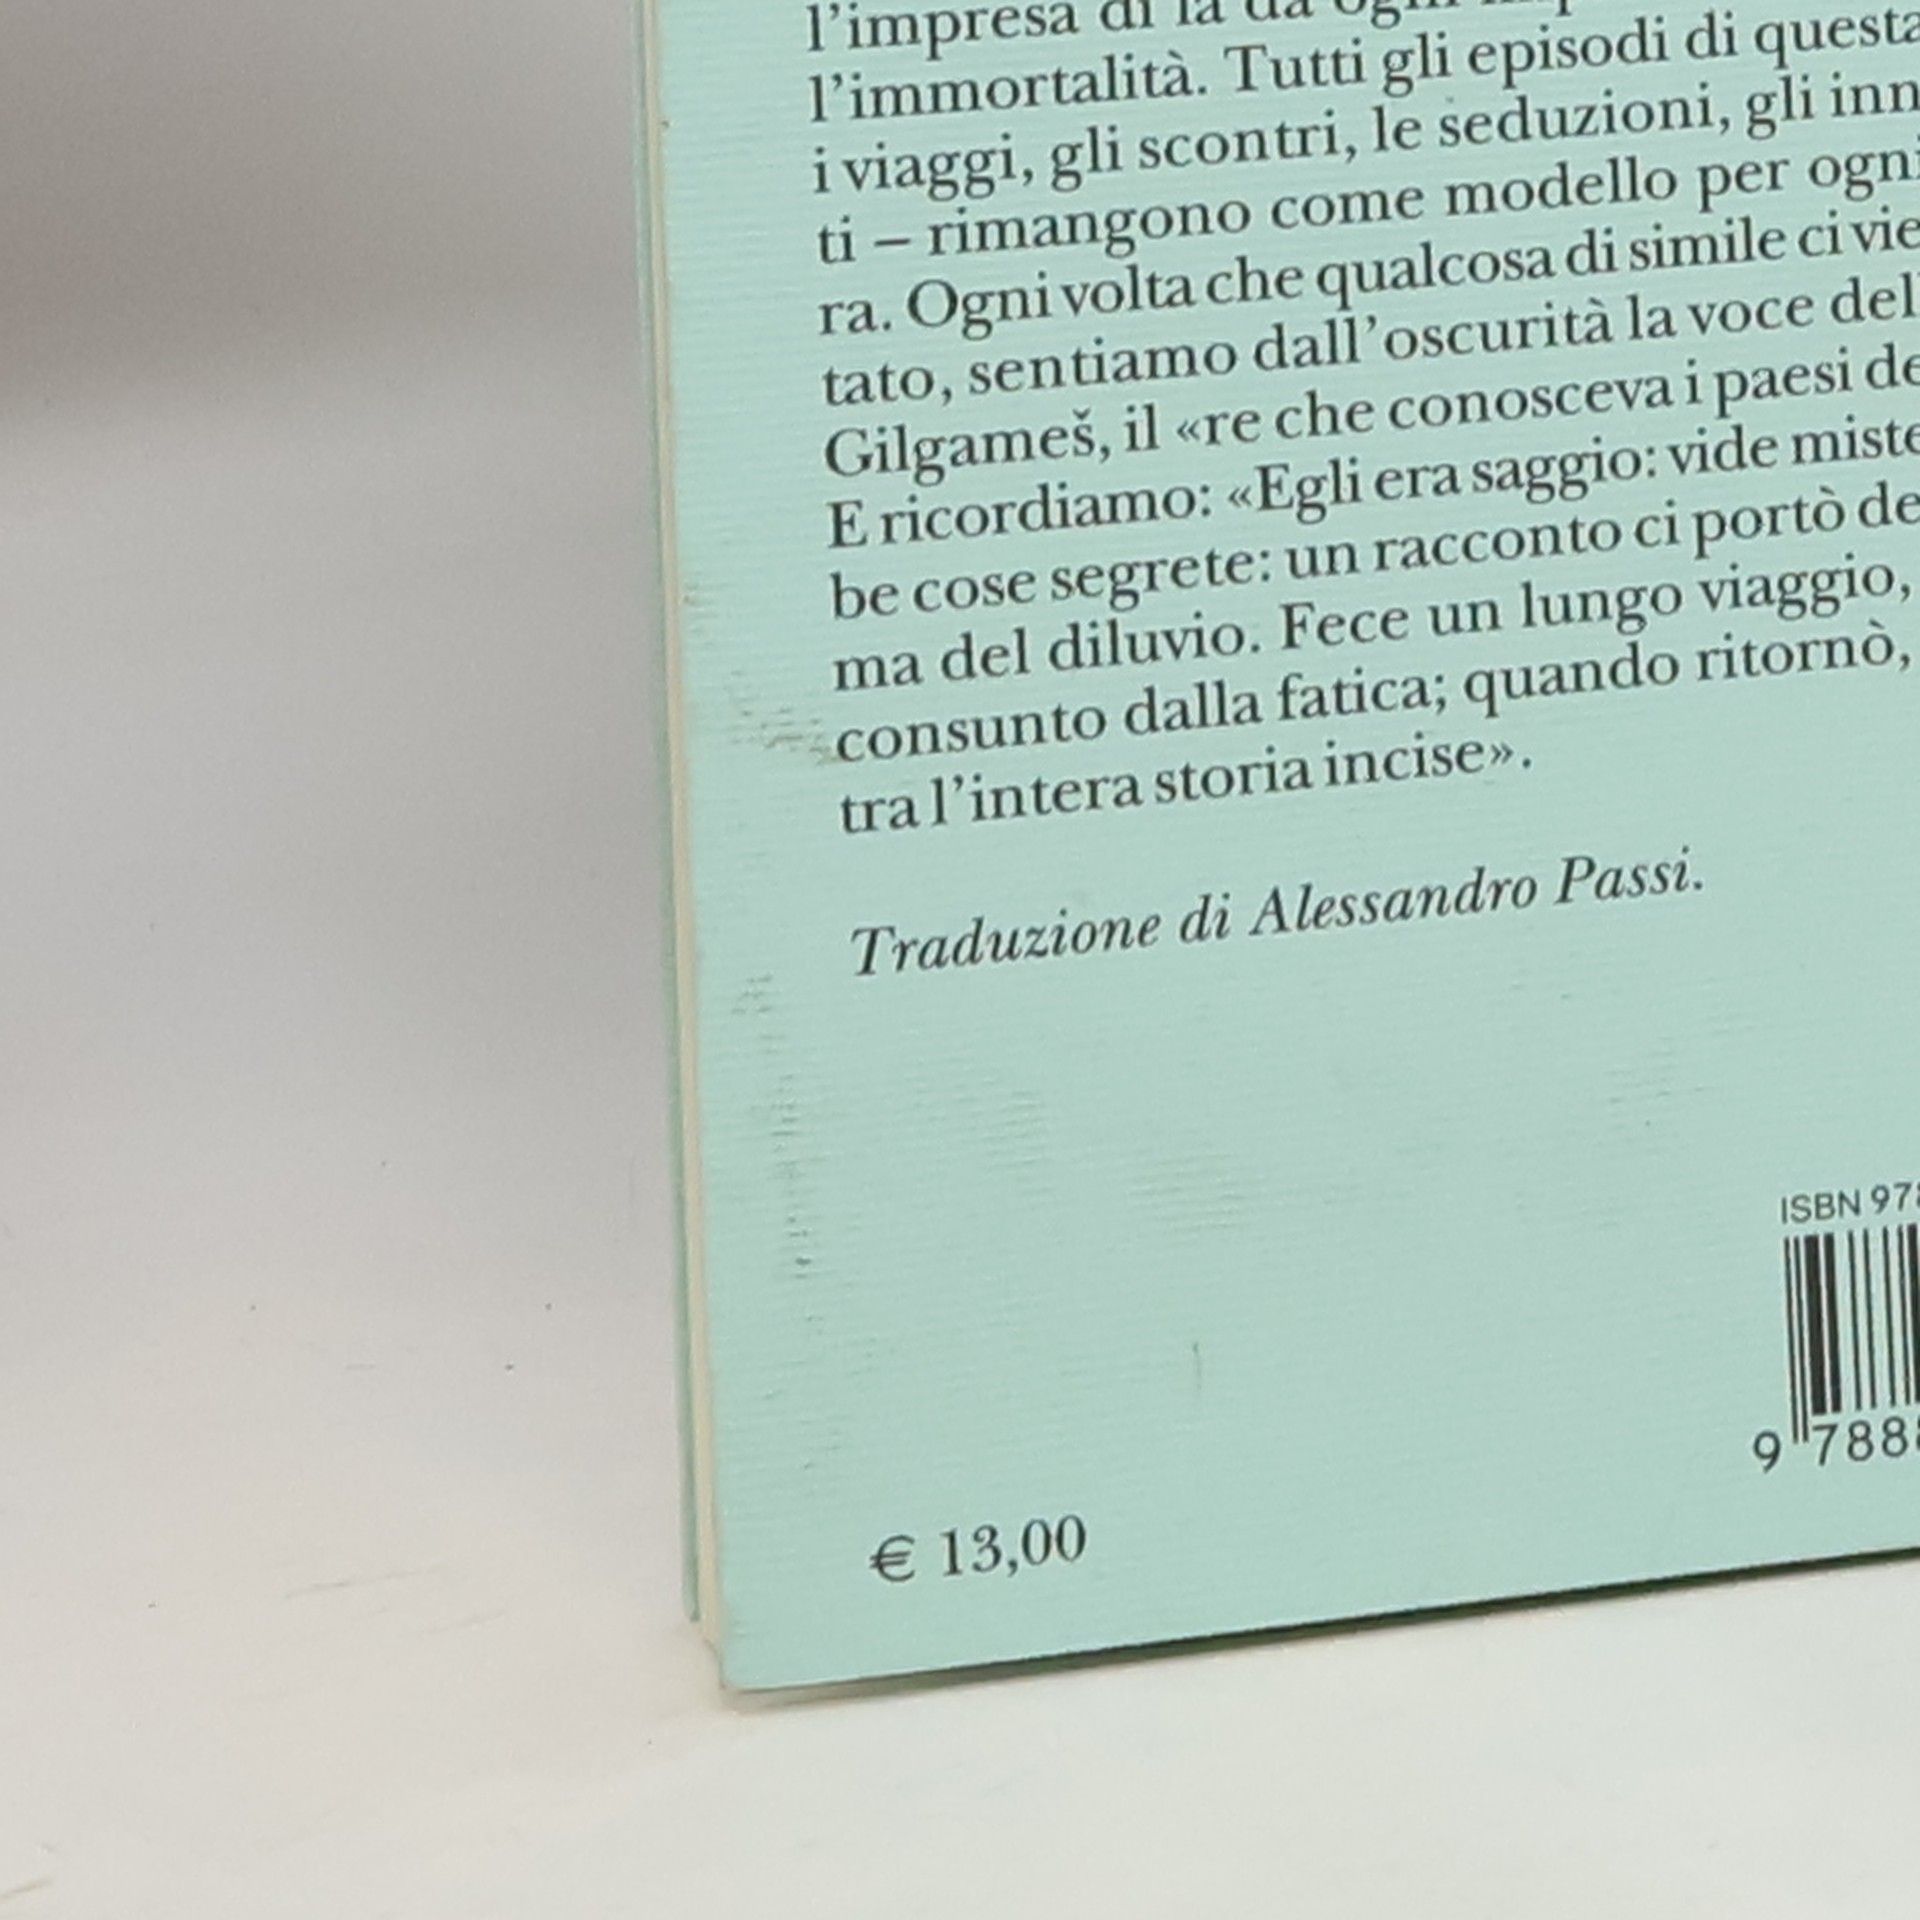 l'impresa di là da
l'immortalità. Tutti gli episodi di questa
i viaggi, gli scontri, le seduzioni, gli inn
ti – rimangono come modello per ogni
ra. Ogni volta che qualcosa di simile ci vie
tato, sentiamo dall'oscurità la voce del
Gilgameš, il «re che conosceva i paesi de
E ricordiamo: «Egli era saggio: vide miste
be cose segrete: un racconto ci portò de
ma del diluvio. Fece un lungo viaggio,
consunto dalla fatica; quando ritornò,
tra l'intera storia incise».
Traduzione di Alessandro Passi.
ISBN 978
9 788
€ 13,00